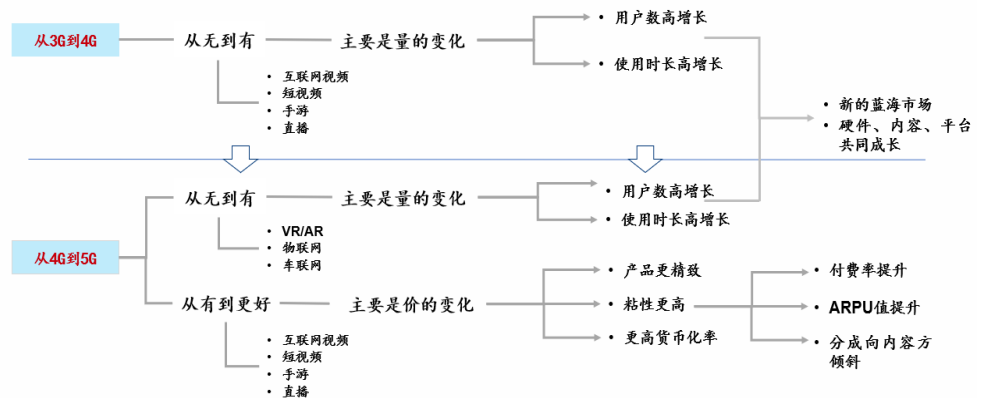 从3G到4G
从无到有
主要是量的变化
• 用户数高增长
• 使用时长高增长
• 互联网视频
• 短视频
• 手游
• 直播
• 新的蓝海市场
• 硬件、内容、平台
共同成长
从4G到5G
从无到有
主要是量的变化
• 用户数高增长
• 使用时长高增长
• VR/AR
• 物联网
• 车联网
从有到更好
主要是价的变化
• 产品更精致
• 粘性更高
• 更高货币化率
• 付费率提升
• ARPU值提升
• 分成向内容方
倾斜
• 互联网视频
• 短视频
• 手游
• 直播